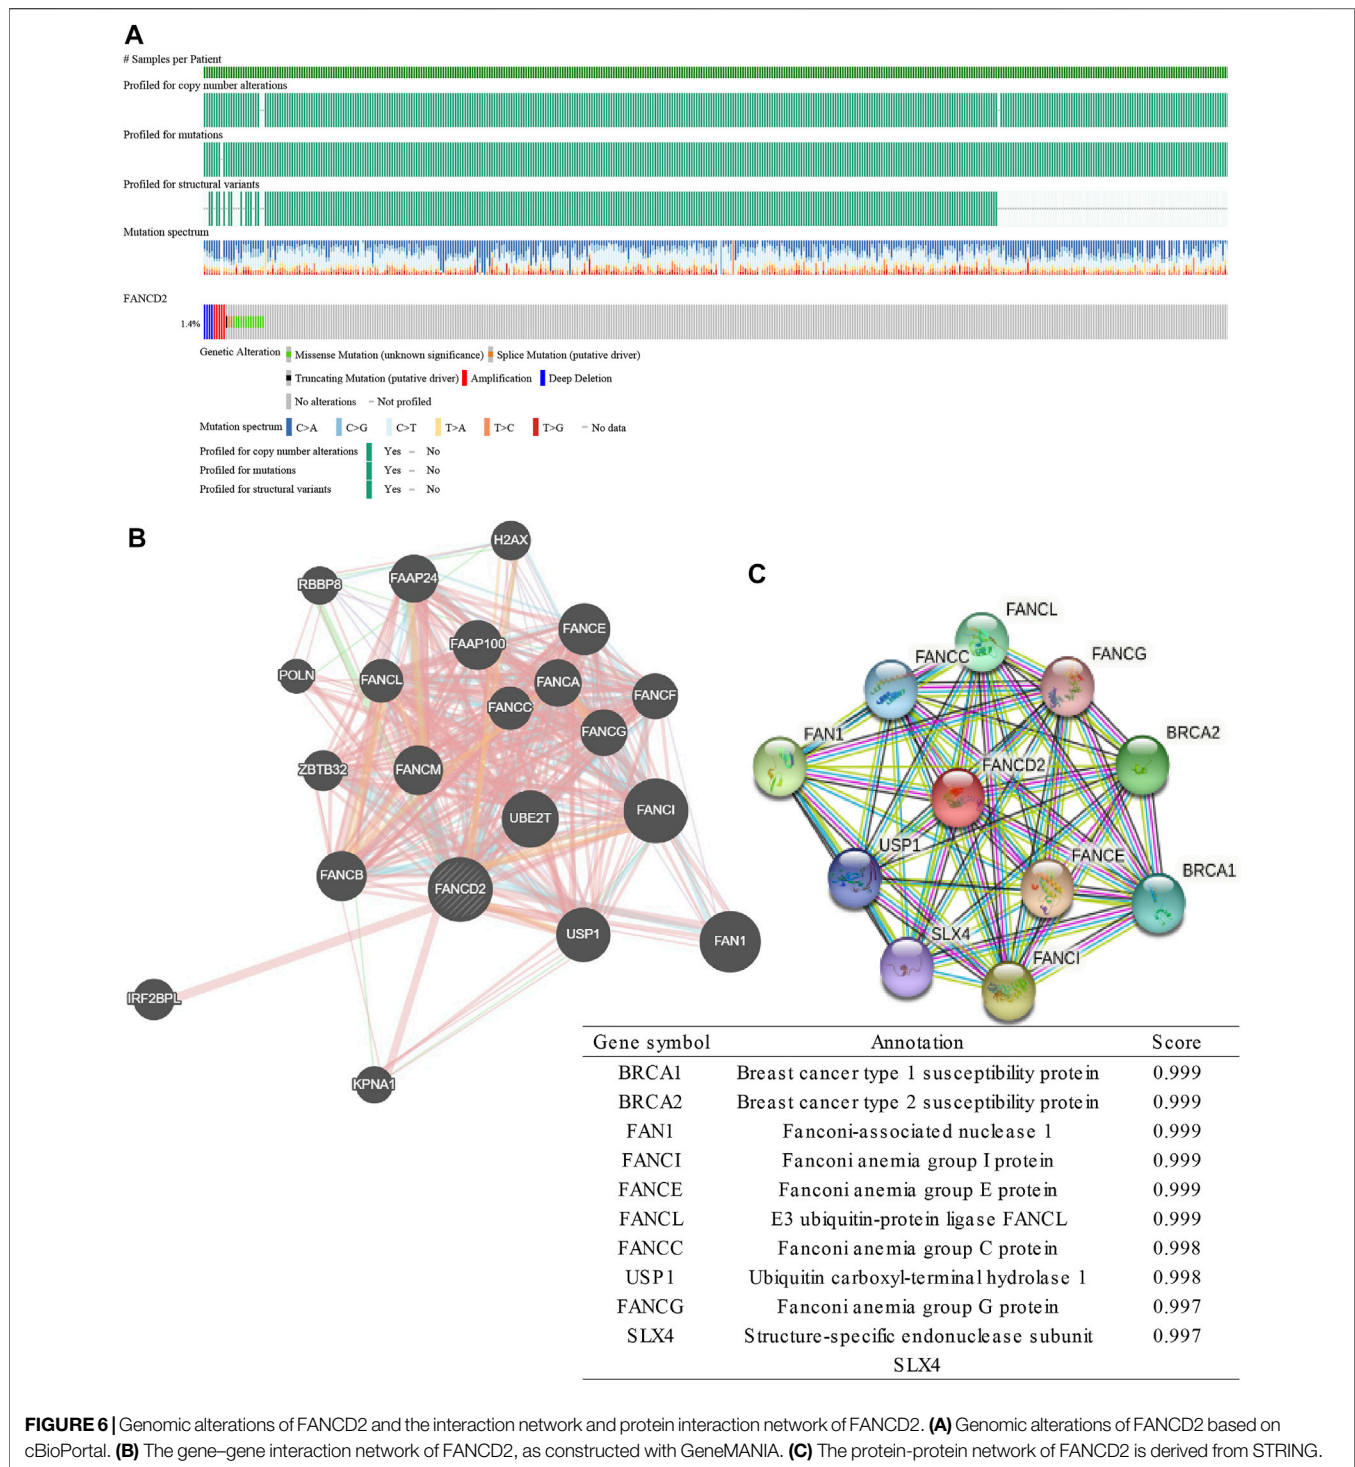 A
# Samples per Patient
Profiled for copy number alterations
Profiled for mutations
Profiled for structural variants
Mutation spectrum
FANCD2
1.4%
Genetic Alteration Missense Mutation (unknown significance) Splice Mutation (putative driver)
Truncating Mutation (putative driver) Amplification Deep Deletion
No alterations Not profiled
Mutation spectrum C>A C>G C>T T>A T>C T>G No data
Profiled for copy number alterations Yes No
Profiled for mutations Yes No
Profiled for structural variants Yes No
B
H2AX
RBBP8
FAAP24
FANCE
FAAP100
POLN
FANCL
FANCA
FANCF
FANCC
FANCG
ZBTB32
FANCM
UBE2T
FANCI
FANCB
FANCD2
USP1
FAN1
IRF2BPL
KPNA1
C
FANCL
FANCC
FANCG
FAN1
BRCA2
FANCD2
USP1
FANCE
BRCA1
SLX4
FANCI
Gene symbol Annotation Score
BRCA1 Breast cancer type 1 susceptibility protein 0.999
BRCA2 Breast cancer type 2 susceptibility protein 0.999
FAN1 Fanconi-associated nuclease 1 0.999
FANCI Fanconi anemia group I protein 0.999
FANCE Fanconi anemia group E protein 0.999
FANCL E3 ubiquitin-protein ligase FANCL 0.999
FANCC Fanconi anemia group C protein 0.998
USP1 Ubiquitin carboxyl-terminal hydrolase 1 0.998
FANCG Fanconi anemia group G protein 0.997
SLX4 Structure-specific endonuclease subunit 0.997
SLX4
FIGURE 6 | Genomic alterations of FANCD2 and the interaction network and protein interaction network of FANCD2. (A) Genomic alterations of FANCD2 based on
cBioPortal. (B) The gene–gene interaction network of FANCD2, as constructed with GeneMANIA. (C) The protein-protein network of FANCD2 is derived from STRING.